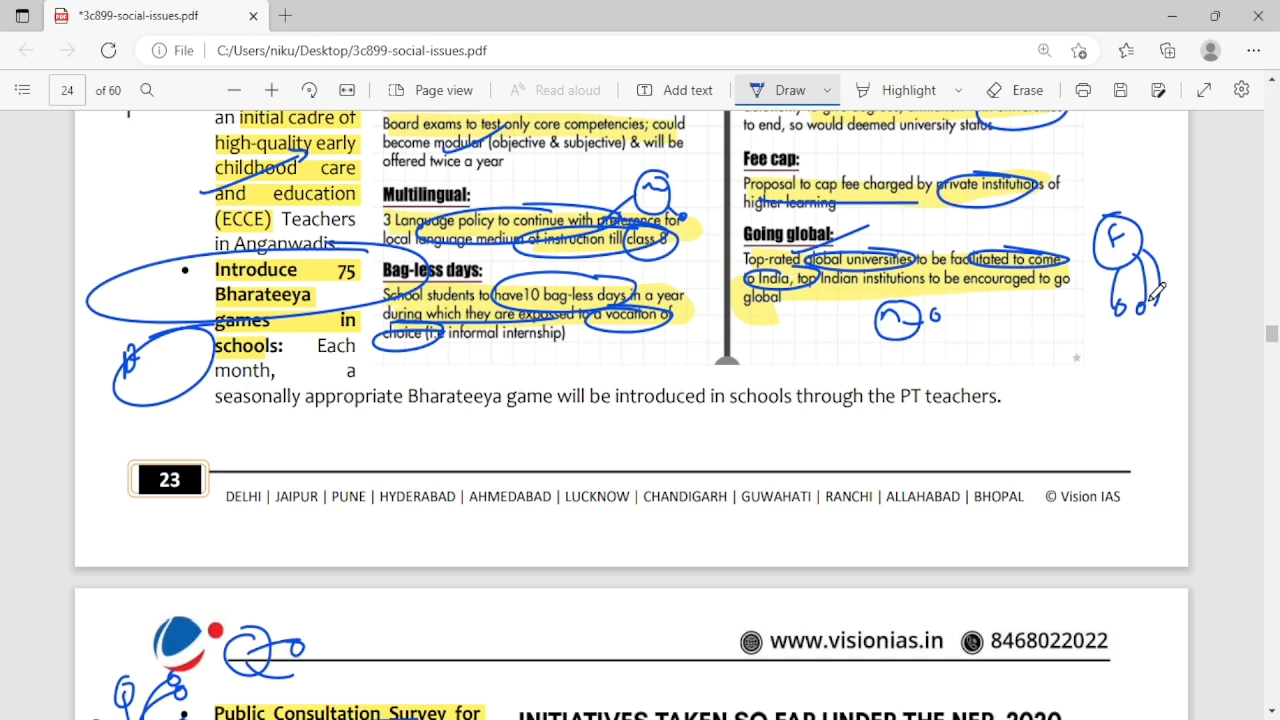 *3c899-social-issues.pdf
File
C:/Users/niku/Desktop/3c899-social-issues.pdf
24
of 60
Page view
Read aloud
Add text
Draw
Highlight
Erase
an initial cadre of
high-quality early
childhood care
and education
(ECCE) Teachers
in Anganwadis
• Introduce 75
Bharateeya
games in
schools: Each
month, a
seasonally appropriate Bharateeya game will be introduced in schools through the PT teachers.
Board exams to test only core competencies; could
become modular (objective & subjective) & will be
offered twice a year
Multilingual:
3 Language policy to continue with preference for
local language medium of instruction till class 8
Bag-less days:
School students to have10 bag-less days in a year
during which they are expassed to a vocation of
choice (i.e informal internship)
to end, so would deemed university status
Fee cap:
Proposal to cap fee charged by private institutions of
higher learning
Going global:
Top-rated global universities to be facilitated to come
o India, top Indian institutions to be encouraged to go
global
F
23
DELHI | JAIPUR | PUNE | HYDERABAD | AHMEDABAD | LUCKNOW | CHANDIGARH | GUWAHATI | RANCHI | ALLAHABAD | BHOPAL © Vision IAS
www.visionias.in 8468022022
• Public Consultation Survey for
INITIATIVES TAKEN SO FAR UNDER THE NEP, 2020